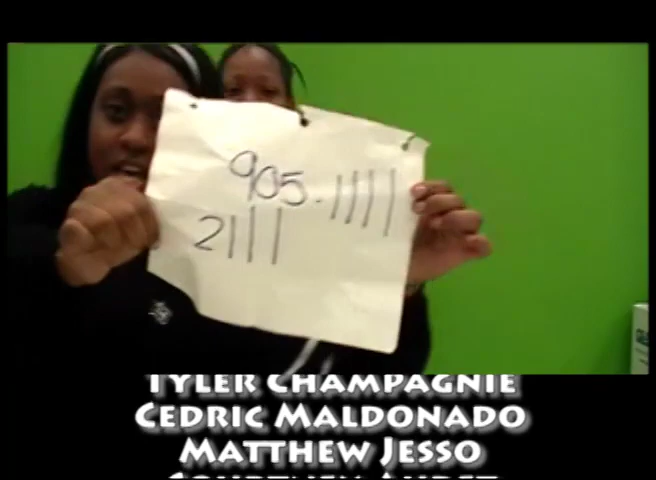 905.1111
2111
TYLER CHAMPAGNIE
CEDRIC MALDONADO
MATTHEW JESSO